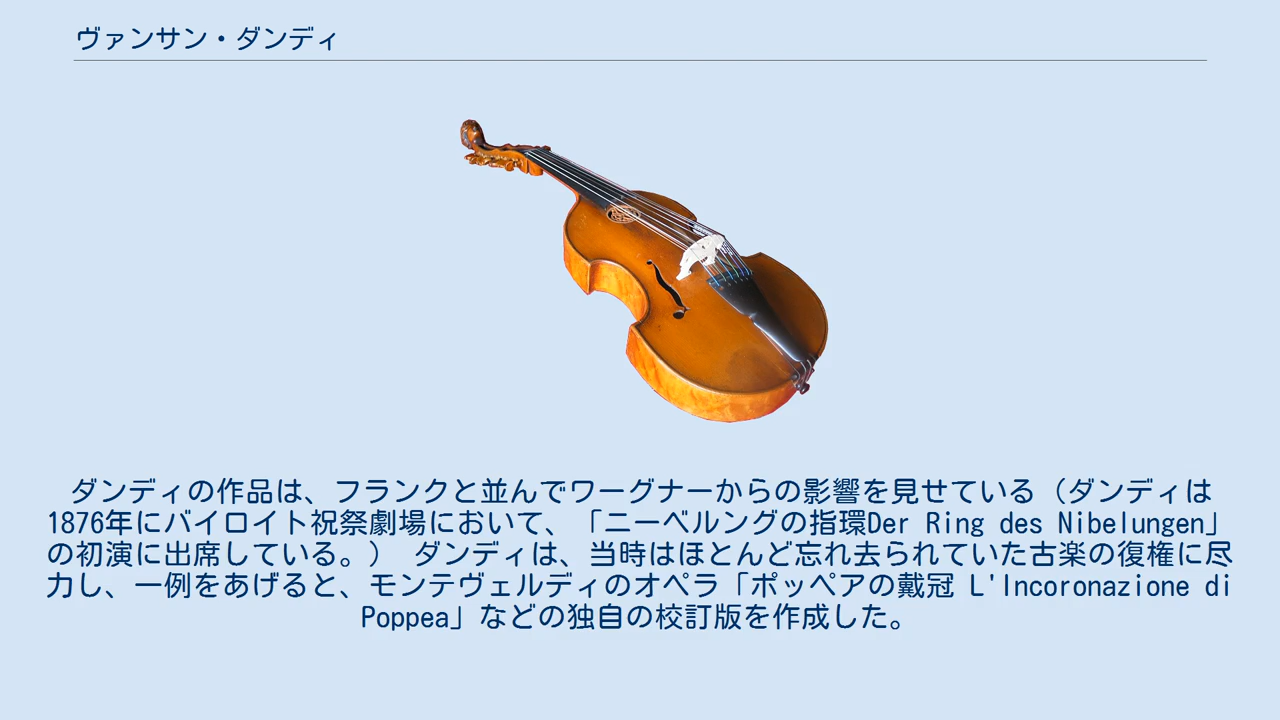 ヴァンサン・ダンディ
ダンディの作品は、フランクと並んでワーグナーからの影響を見せている（ダンディは
1876年にバイロイト祝祭劇場において、「ニーベルングの指環Der Ring des Nibelungen」
の初演に出席している。） ダンディは、当時はほとんど忘れ去られていた古楽の復権に尽
力し、一例をあげると、モンテヴェルディのオペラ「ポッペアの戴冠 L'Incoronazione di
Poppea」などの独自の校訂版を作成した。